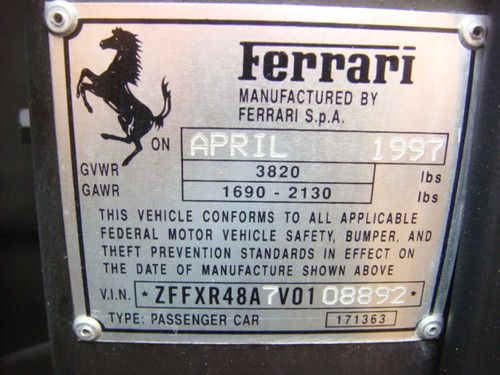 Ferrari
MANUFACTURED BY
FERRARI S.p.A.
ON APRIL 1997
GVWR 3820 lbs
GAWR 1690 - 2130 lbs
THIS VEHICLE CONFORMS TO ALL APPLICABLE
FEDERAL MOTOR VEHICLE SAFETY, BUMPER, AND
THEFT PREVENTION STANDARDS IN EFFECT ON
THE DATE OF MANUFACTURE SHOWN ABOVE
V.I.N. *ZFFXR48A7V0108892*
TYPE: PASSENGER CAR 171363